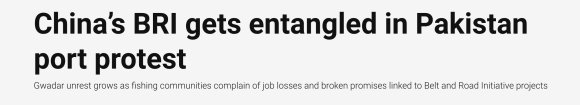 China's BRI gets entangled in Pakistan
port protest
Gwadar unrest grows as fishing communities complain of job losses and broken promises linked to Belt and Road Initiative projects